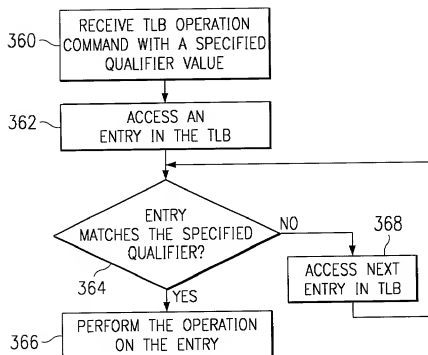 360
RECEIVE TLB OPERATION
COMMAND WITH A SPECIFIED
QUALIFIER VALUE
362
ACCESS AN
ENTRY IN THE TLB
ENTRY
MATCHES THE SPECIFIED
QUALIFIER?
364
NO
368
ACCESS NEXT
ENTRY IN TLB
YES
366
PERFORM THE OPERATION
ON THE ENTRY